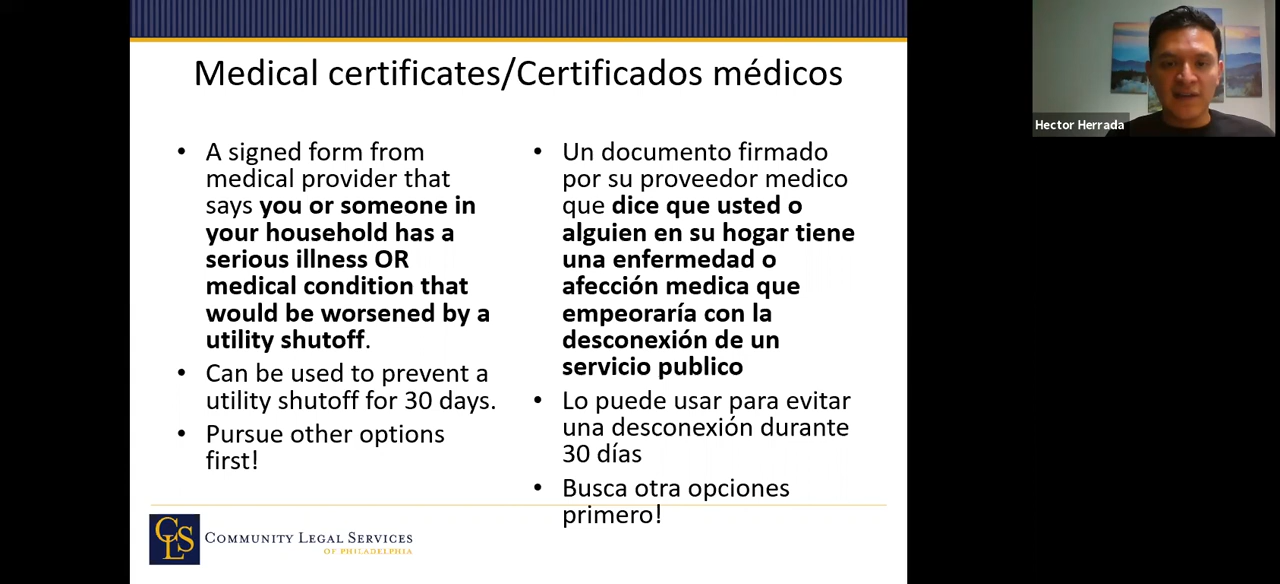 Medical certificates/Certificados médicos
• A signed form from
medical provider that
says you or someone in
your household has a
serious illness OR
medical condition that
would be worsened by a
utility shutoff.
• Can be used to prevent a
utility shutoff for 30 days.
• Pursue other options
first!
• Un documento firmado
por su proveedor medico
que dice que usted o
alguien en su hogar tiene
una enfermedad o
afección medica que
empeoraría con la
desconexión de un
servicio publico
• Lo puede usar para evitar
una desconexión durante
30 días
• Busca otra opciones
primero!
CLS
COMMUNITY LEGAL SERVICES
OF PHILADELPHIA
Hector Herrada